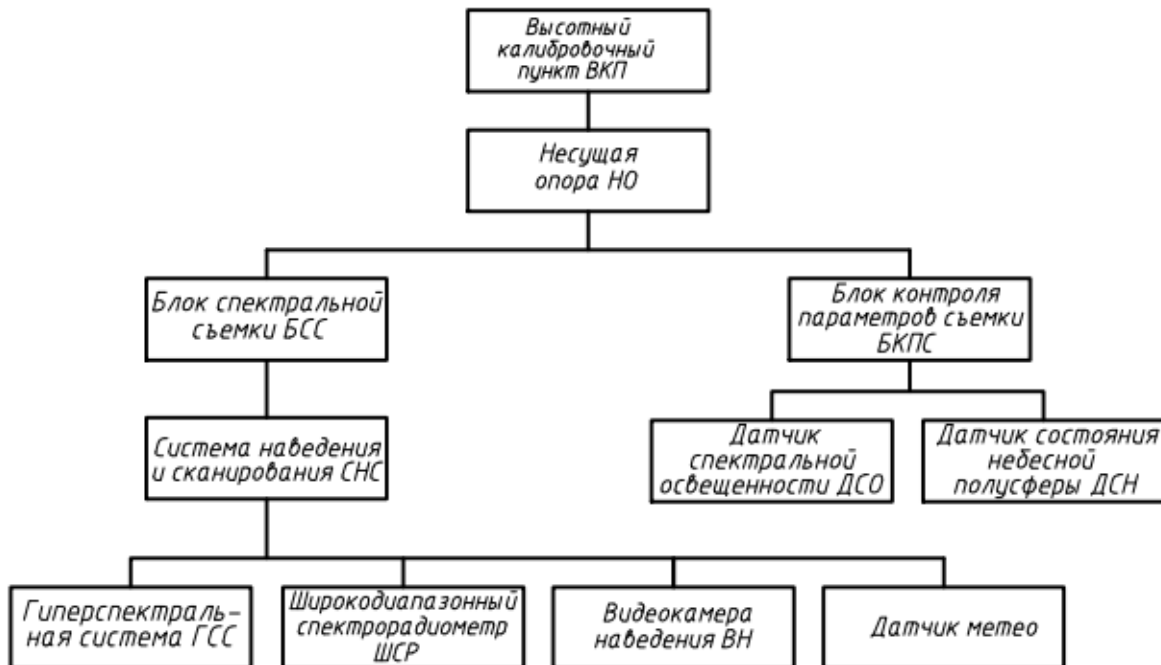 Высотный
калибровочный
пункт ВКП
Несущая
опора НО
Блок спектральной
съемки БСС
Блок контроля
параметров съемки
БКПС
Система наведения
и сканирования СНС
Датчик
спектральной
освещенности ДСО
Датчик состояния
небесной
полусферы ДСН
Гиперспектраль-
ная система ГСС
Широкодиапазонный
спектрорадиометр
ШСР
Видеокамера
наведения ВН
Датчик метео